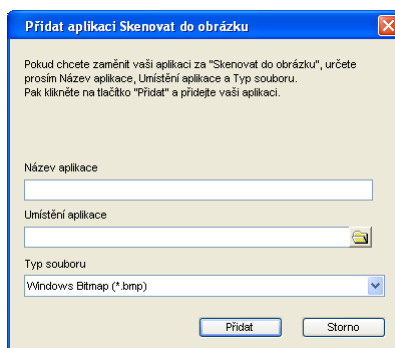 Přidat aplikaci Skenovat do obrázku
Pokud chcete zaměnit vaši aplikaci za "Skenovat do obrázku", určete
prosím Název aplikace, Umístění aplikace a Typ souboru.
Pak klikněte na tlačítko "Přidat" a přidejte vaši aplikaci.
Název aplikace
Umístění aplikace
Typ souboru
Windows Bitmap (*.bmp)
Přidat Storno